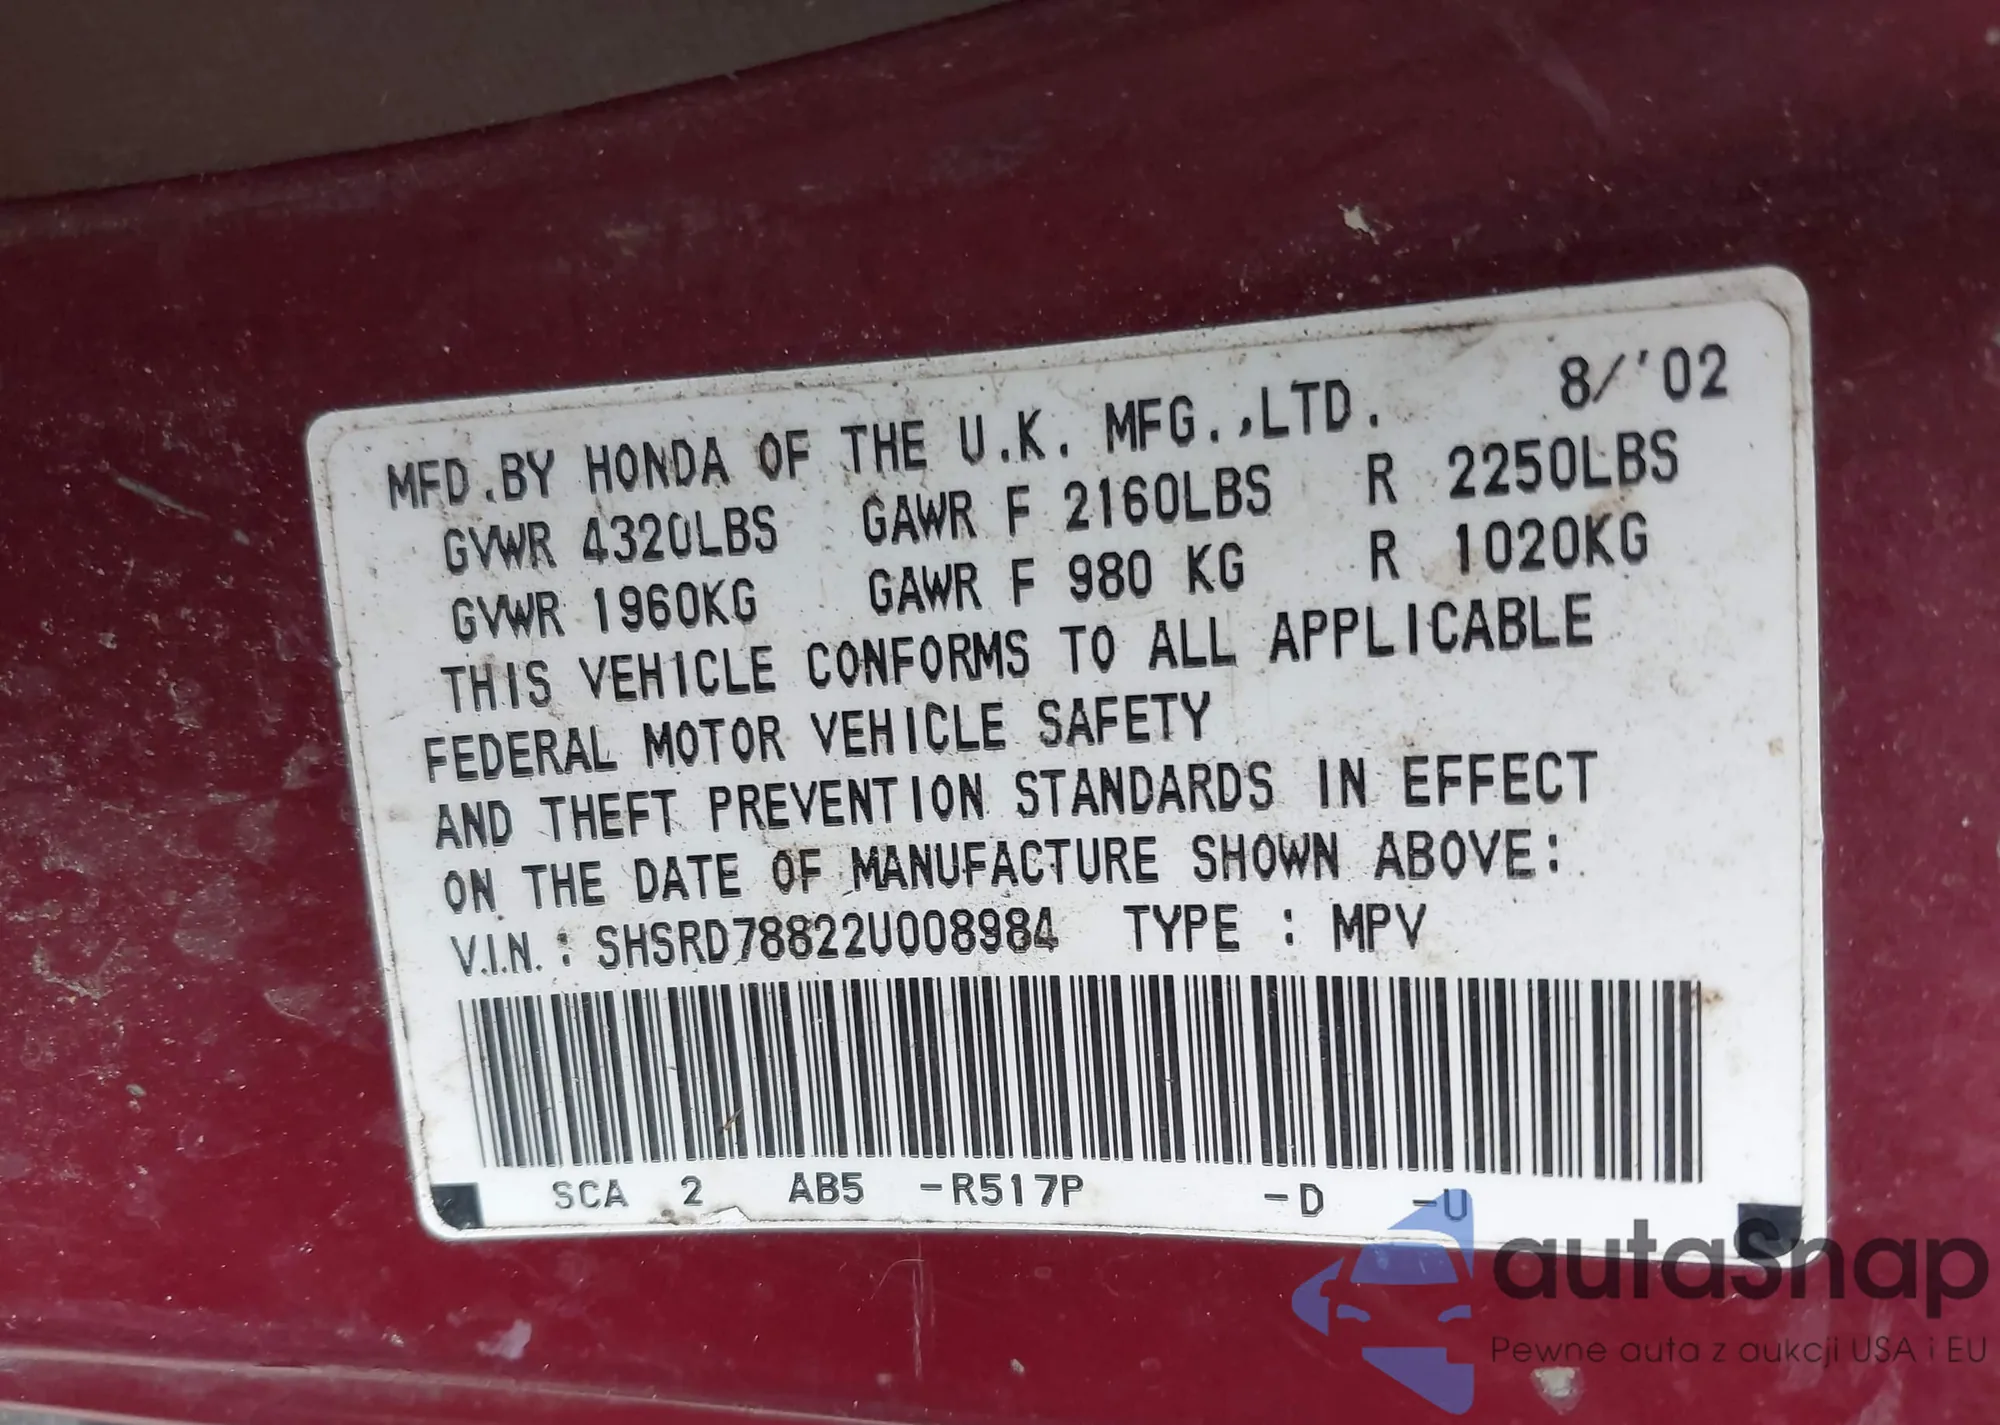 MFD.BY HONDA OF THE U.K. MFG.,LTD. 8/'02
GVWR 4320LBS GAWR F 2160LBS R 2250LBS
GVWR 1960KG GAWR F 980 KG R 1020KG
THIS VEHICLE CONFORMS TO ALL APPLICABLE
FEDERAL MOTOR VEHICLE SAFETY
AND THEFT PREVENTION STANDARDS IN EFFECT
ON THE DATE OF MANUFACTURE SHOWN ABOVE:
V.I.N. : SHSRD78822U008984 TYPE : MPV
SCA 2 AB5 -R517P -D -U
autaSnap
Pewne auta z aukcji USA i EU